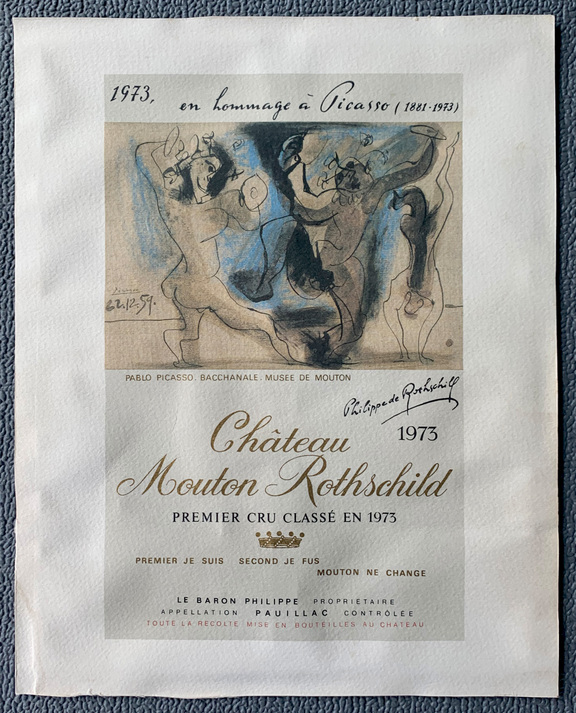 1973, en hommage à Picasso (1881-1973)
PABLO PICASSO. BACCHANALE. MUSEE DE MOUTON
Philippe de Rothschild
1973
Château
Mouton Rothschild
PREMIER CRU CLASSÉ EN 1973
PREMIER JE SUIS SECOND JE FUS
MOUTON NE CHANGE
LE BARON PHILIPPE PROPRIETAIRE
APPELLATION PAUILLAC CONTRÔLÉE
TOUTE LA RÉCOLTE MISE EN BOUTEILLES AU CHATEAU